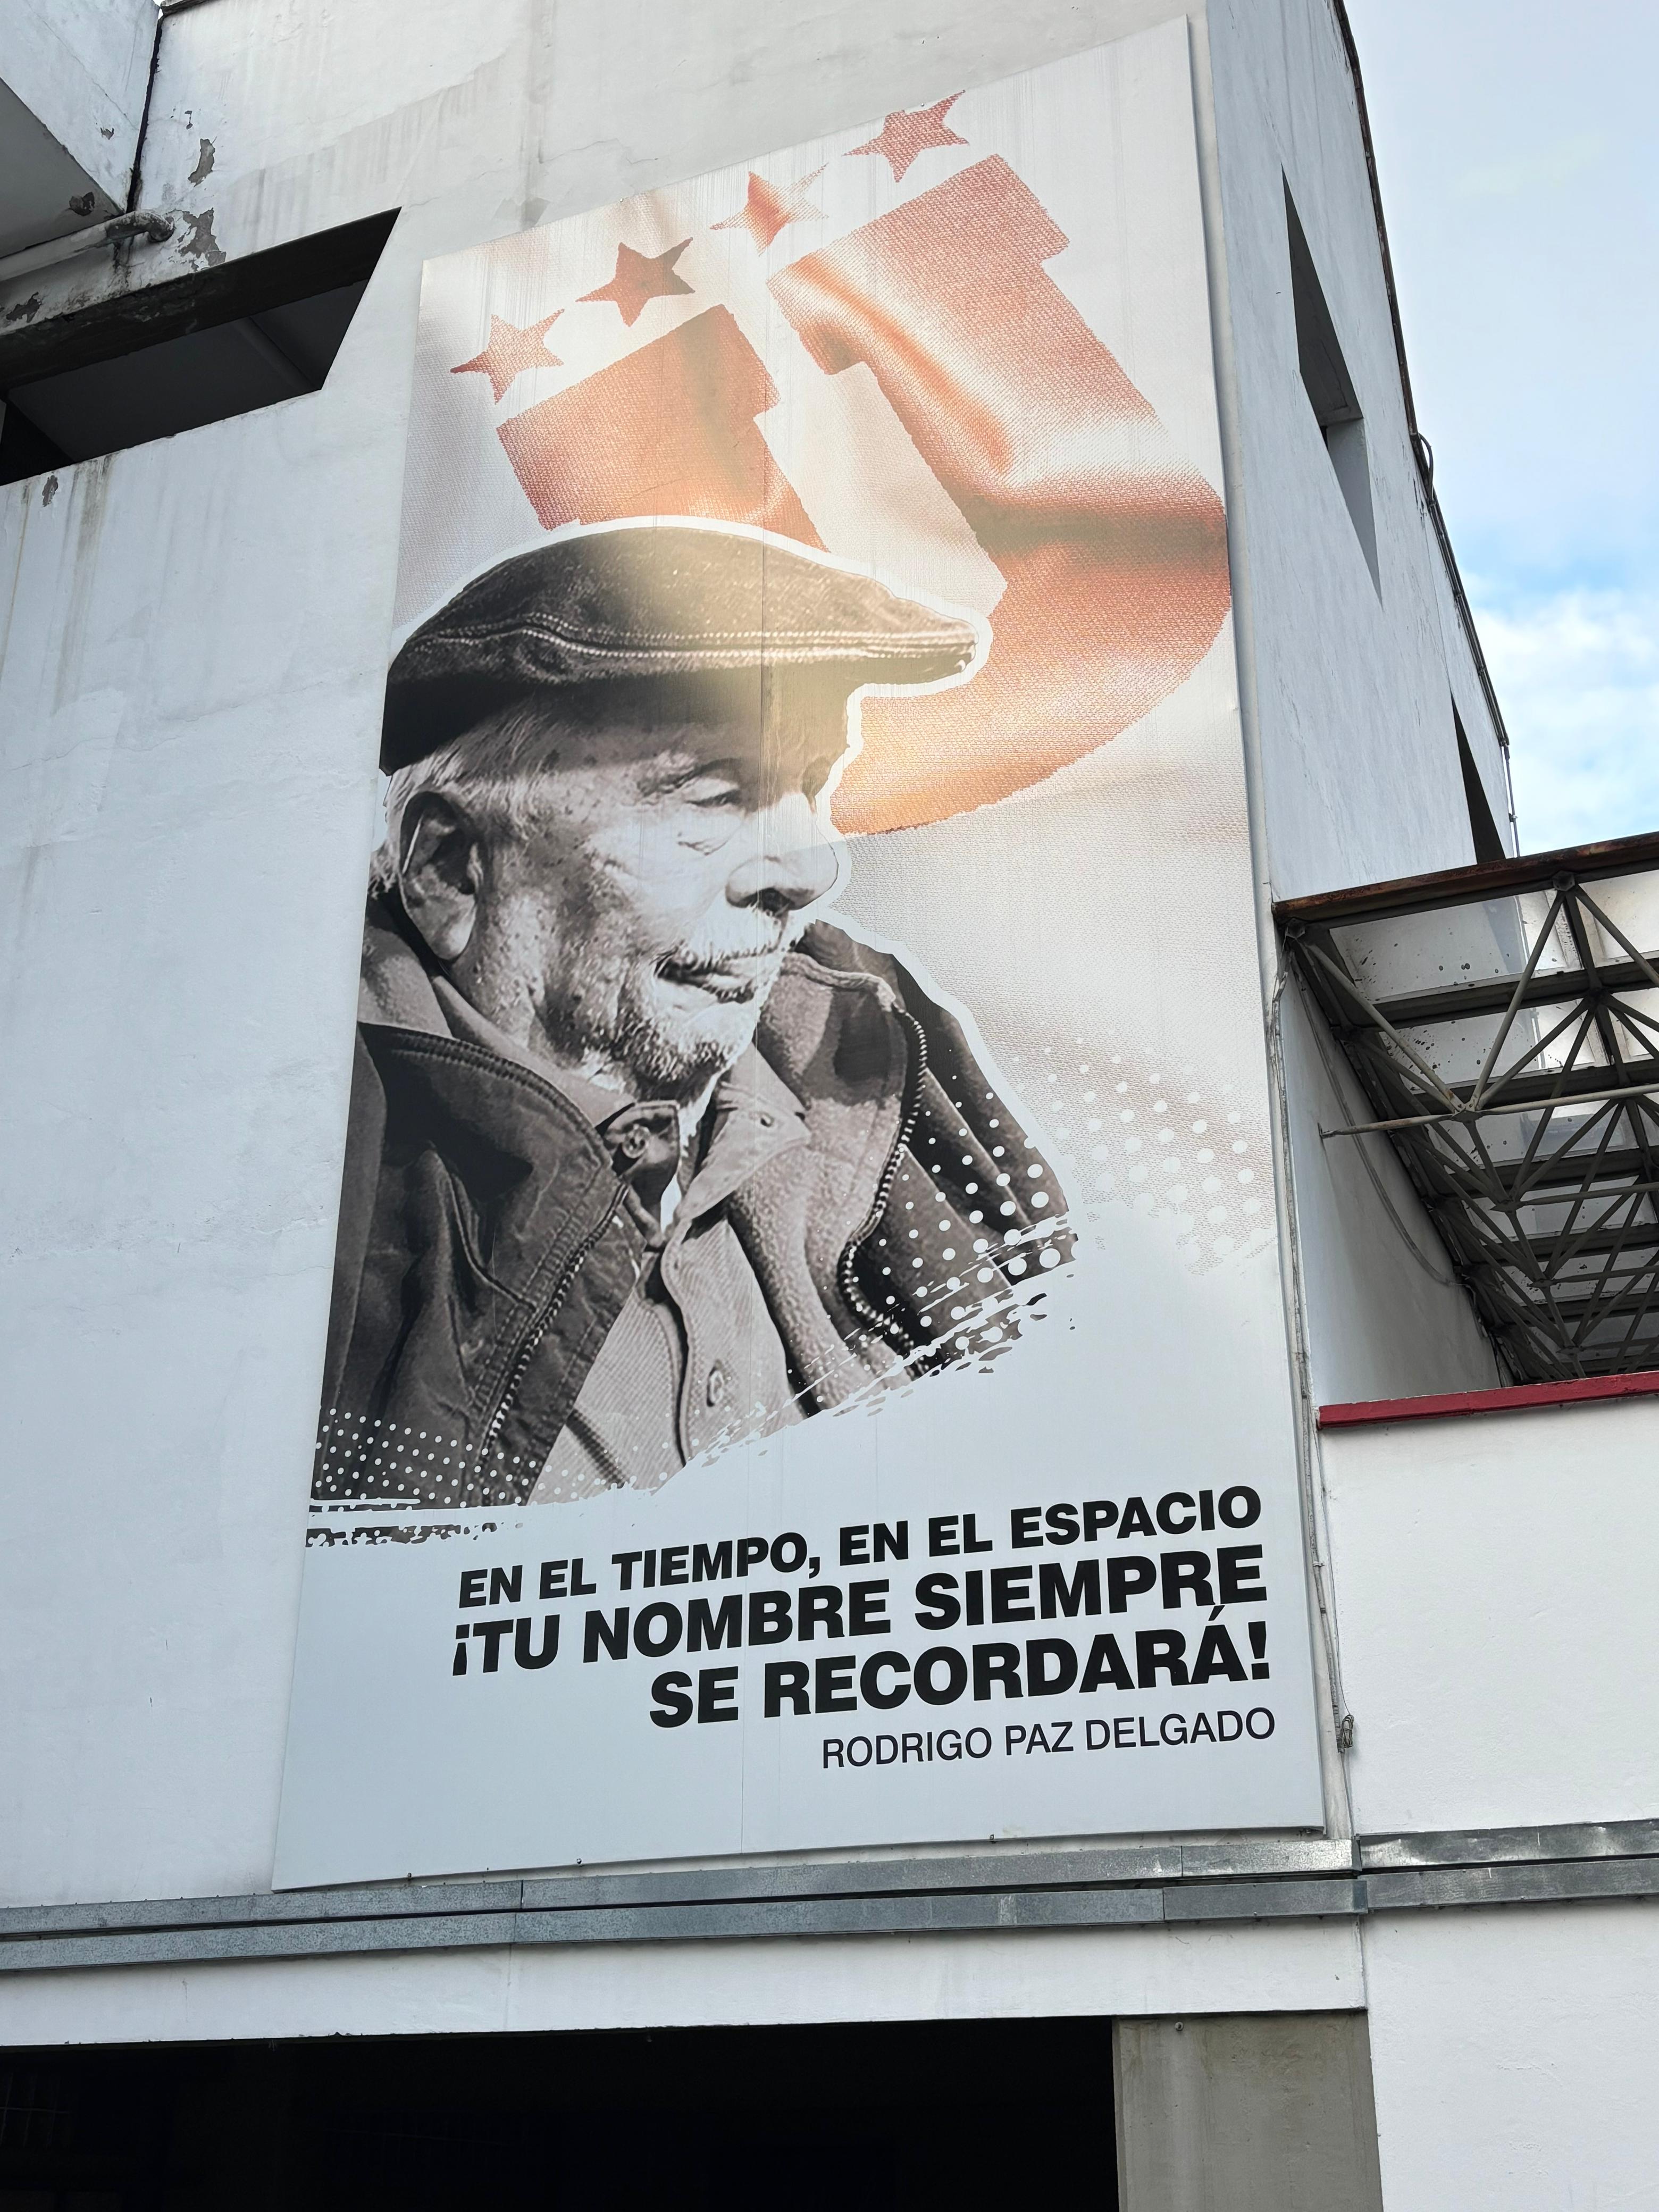 EN EL TIEMPO, EN EL ESPACIO
¡TU NOMBRE SIEMPRE
SE RECORDARÁ!
RODRIGO PAZ DELGADO